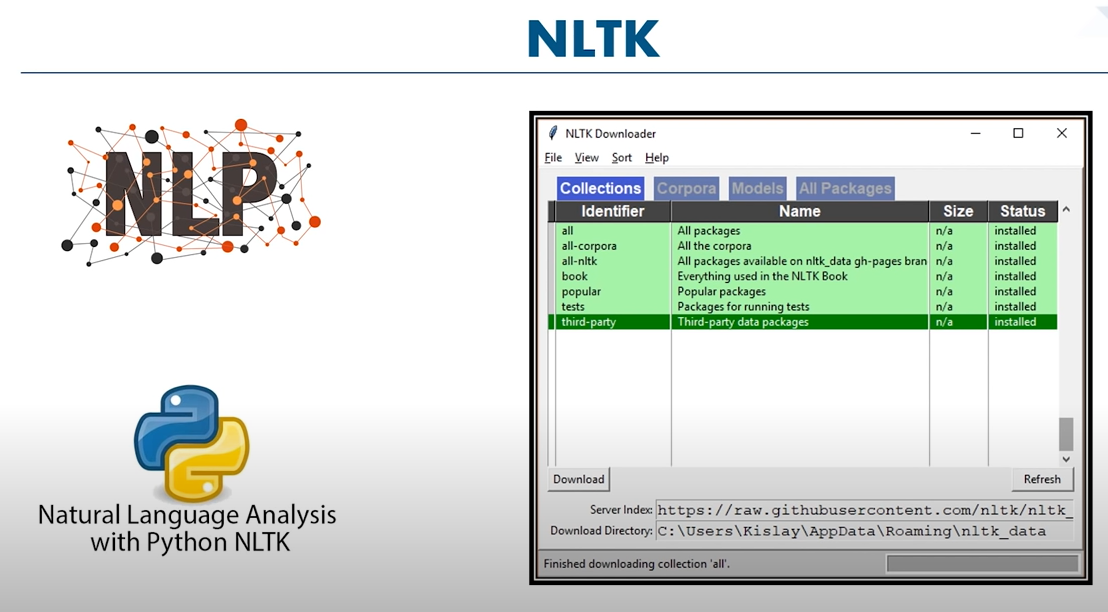 NLTK
NLP
Natural Language Analysis
with Python NLTK
NLTK Downloader
File View Sort Help
Collections Corpora Models All Packages
Identifier Name Size Status
all All packages n/a installed
all-corpora All the corpora n/a installed
all-nltk All packages available on nltk_data gh-pages bran n/a installed
book Everything used in the NLTK Book n/a installed
popular Popular packages n/a installed
tests Packages for running tests n/a installed
third-party Third-party data packages n/a installed
Download Refresh
Server Index: https://raw.githubusercontent.com/nltk/nltk_
Download Directory: C:\Users\Kislay\AppData\Roaming\nltk_data
Finished downloading collection 'all'.